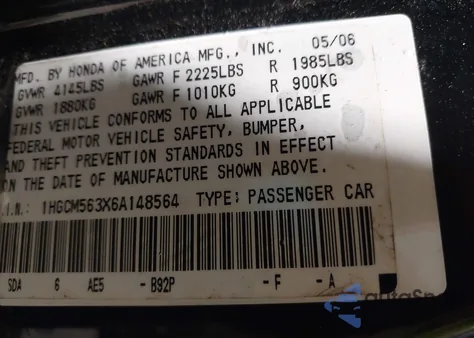 MFD. BY HONDA OF AMERICA MFG., INC. 05/06
GVWR 4145LBS GAWR F 2225LBS R 1985LBS
GVWR 1880KG GAWR F 1010KG R 900KG
THIS VEHICLE CONFORMS TO ALL APPLICABLE
FEDERAL MOTOR VEHICLE SAFETY, BUMPER,
AND THEFT PREVENTION STANDARDS IN EFFECT
ON THE DATE OF MANUFACTURE SHOWN ABOVE.
.I.N.: 1HGCM563X6A148564 TYPE: PASSENGER CAR
SDA 6 AE5 - B92P - F - A